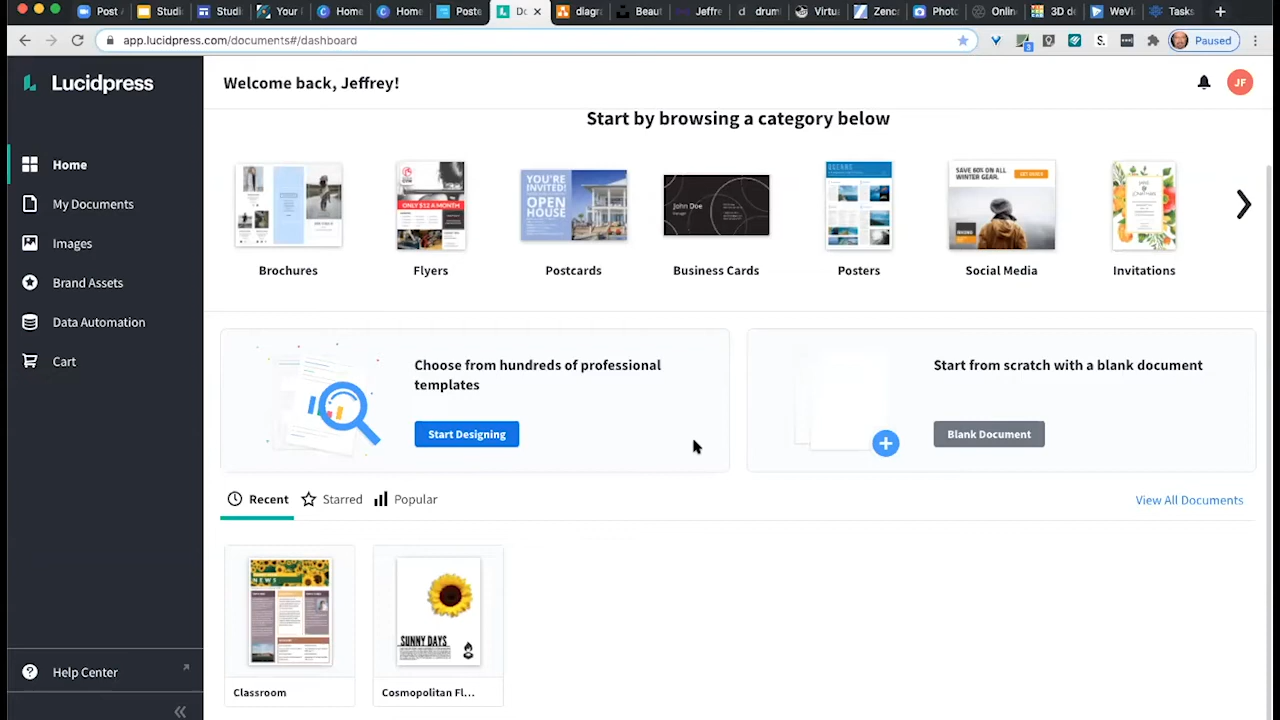 Post
Studi
Studi
Your
Home
Home
Poste
Do
diagra
Beaut
Jeffre
drum
Virtu
Zenc
Photo
Online
3D de
WeVi
Tasks
app.lucidpress.com/documents#/dashboard
3
S.
Paused
Lucidpress
Welcome back, Jeffrey!
JF
Start by browsing a category below
Home
My Documents
Images
Brand Assets
Data Automation
Cart
ONLY $12 A MONTH
YOU'RE
INVITED!
OPEN
HOUSE
John Doe
SAVE 60% ON ALL
WINTER GEAR.
Brochures
Flyers
Postcards
Business Cards
Posters
Social Media
Invitations
Choose from hundreds of professional
templates
Start Designing
Start from scratch with a blank document
Blank Document
Recent
Starred
Popular
View All Documents
NEWS
SUNNY DAYS
Classroom
Cosmopolitan Fl...
Help Center